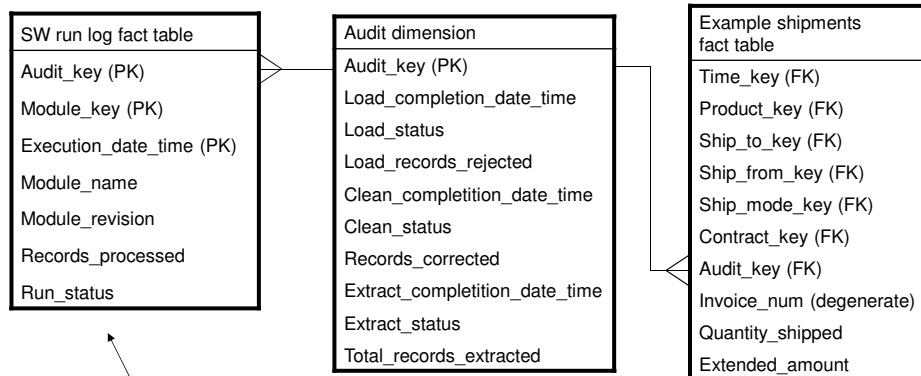 SW run log fact table
Audit_key (PK)
Module_key (PK)
Execution_date_time (PK)
Module_name
Module_revision
Records_processed
Run_status
Audit dimension
Audit_key (PK)
Load_completion_date_time
Load_status
Load_records_rejected
Clean_completition_date_time
Clean_status
Records_corrected
Extract_completition_date_time
Extract_status
Total_records_extracted
Example shipments
fact table
Time_key (FK)
Product_key (FK)
Ship_to_key (FK)
Ship_from_key (FK)
Ship_mode_key (FK)
Contract_key (FK)
Audit_key (FK)
Invoice_num (degenerate)
Quantity_shipped
Extended_amount